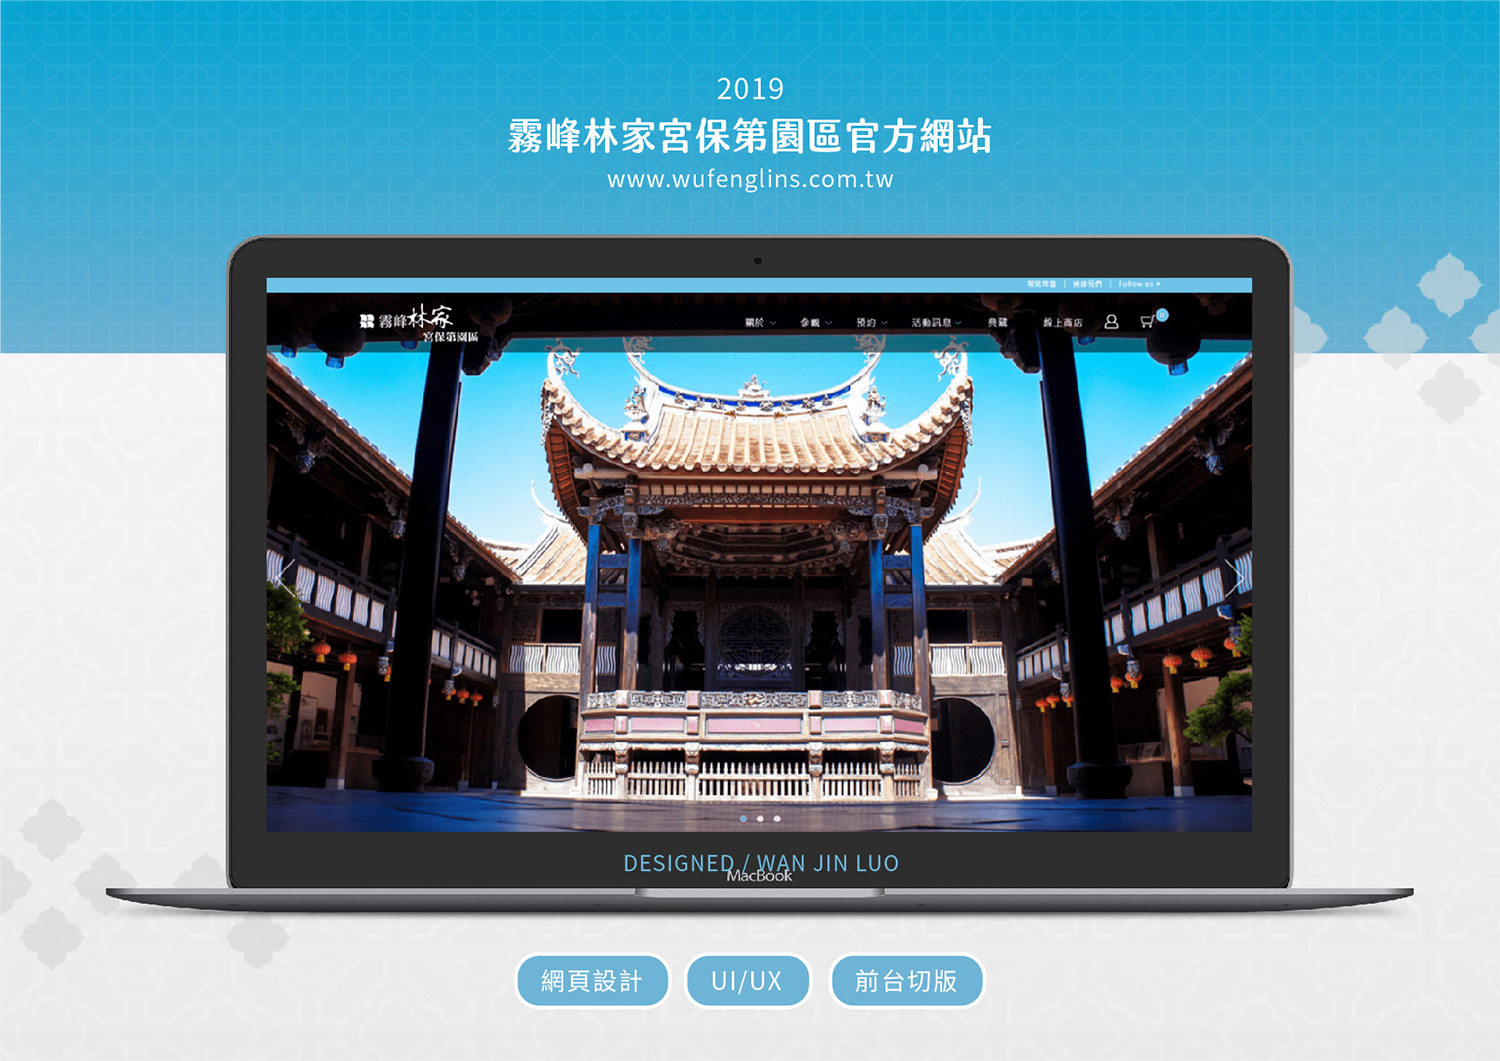 2019
霧峰林家宮保第園區官方網站
www.wufenglins.com.tw
常見問題 | 連絡我們 | Follow us
霧峰林家
宮保第園區
關於 參觀 預約 活動訊息 典藏 線上商店 0
DESIGNED / WAN JIN LUO
MacBook
網頁設計 UI/UX 前台切版